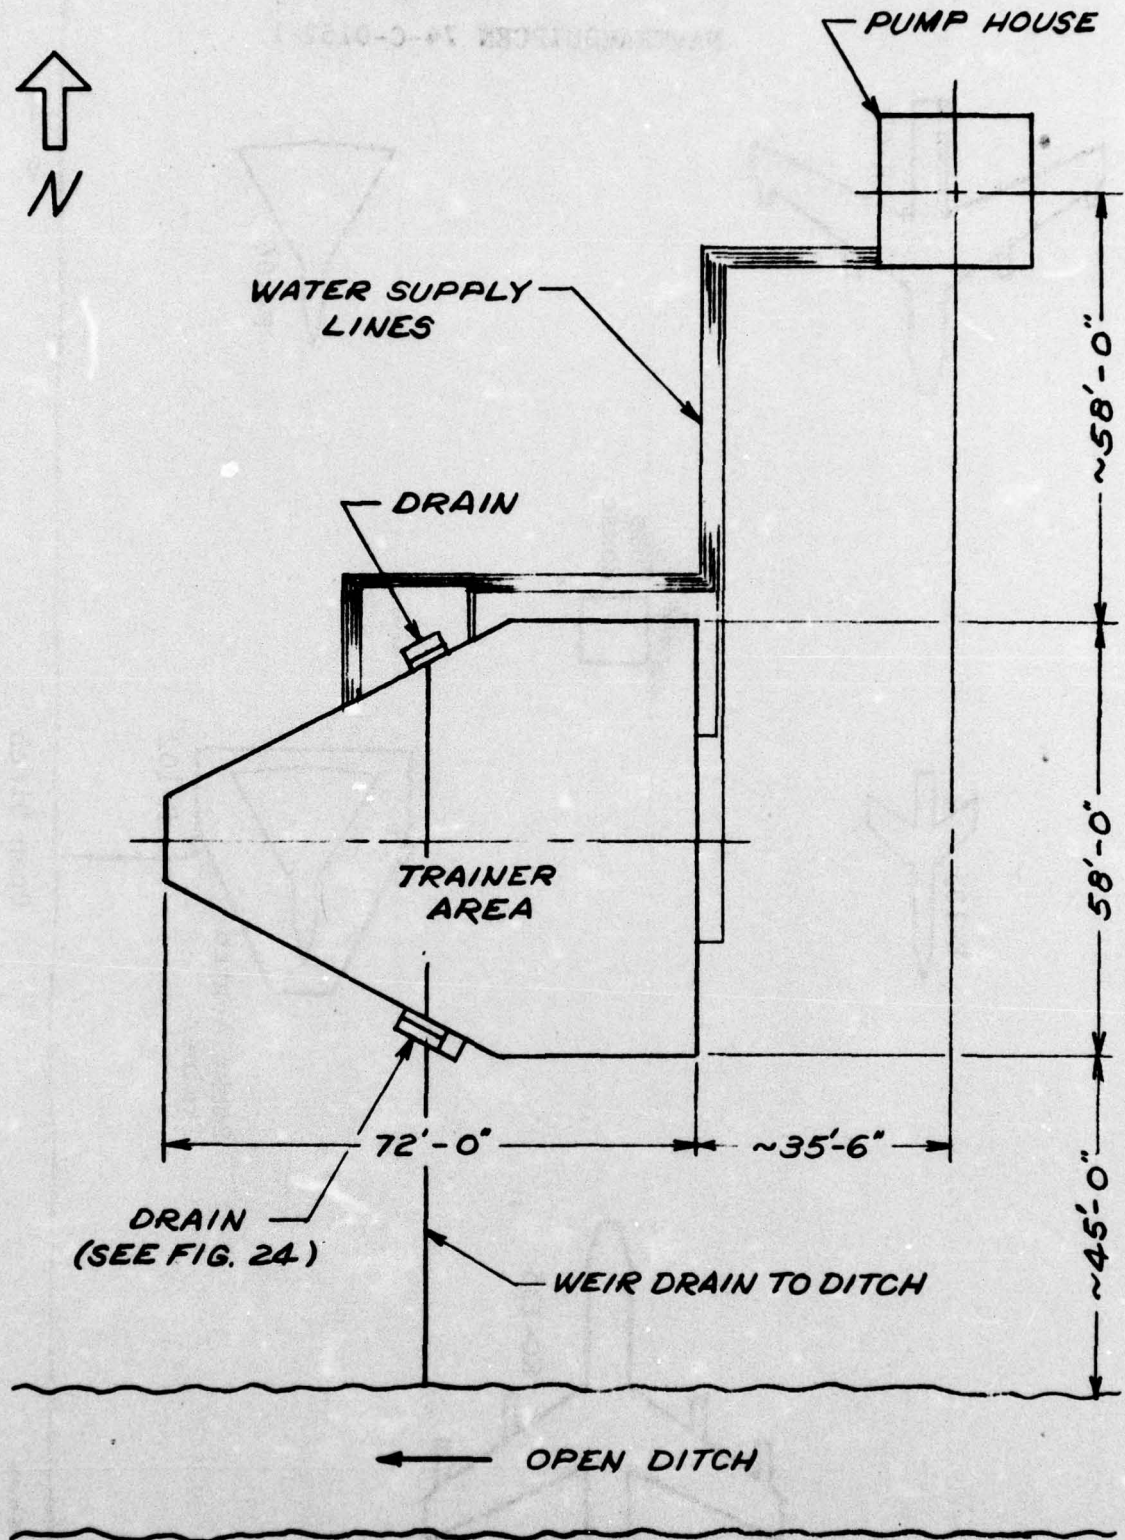 PUMP HOUSE
N
WATER SUPPLY
LINES
~58'-0"
DRAIN
TRAINER
AREA
58'-0"
72'-0"
~35'-6"
DRAIN
(SEE FIG. 24)
~45'-0"
WEIR DRAIN TO DITCH
OPEN DITCH